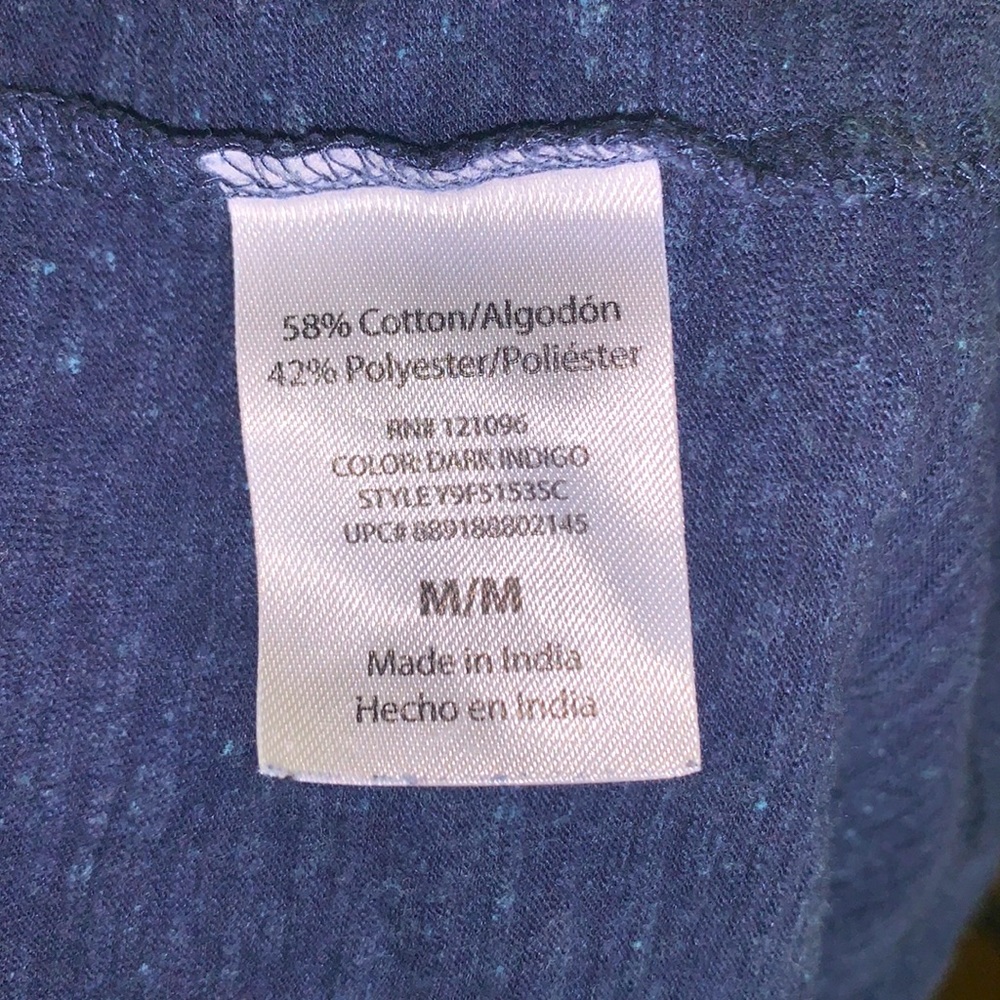 58% Cotton/Algodón
42% Polyester/Poliéster
RN# 121096
COLOR: DARK INDIGO
STYLE Y9F5153SC
UPC# 889188802145
M/M
Made in India
Hecho en India